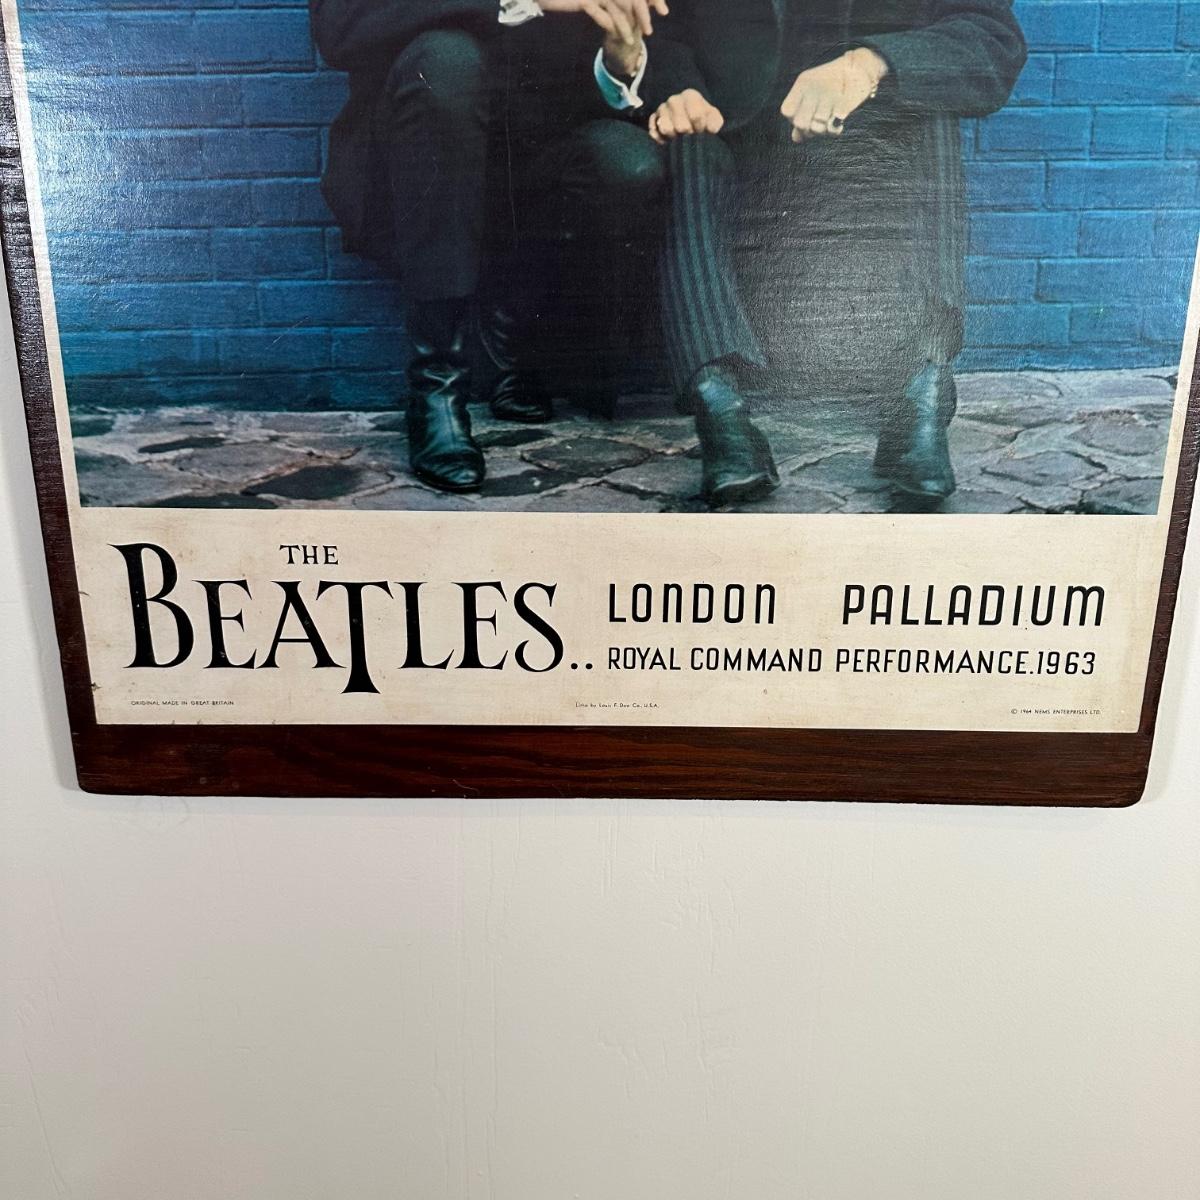 THE
BEATLES..
LONDON PALLADIUM
ROYAL COMMAND PERFORMANCE.1963
ORIGINAL MADE IN GREAT BRITAIN
Litho by Louis F. Dow Co., U.S.A.
© 1964 NEMS ENTERPRISES LTD.